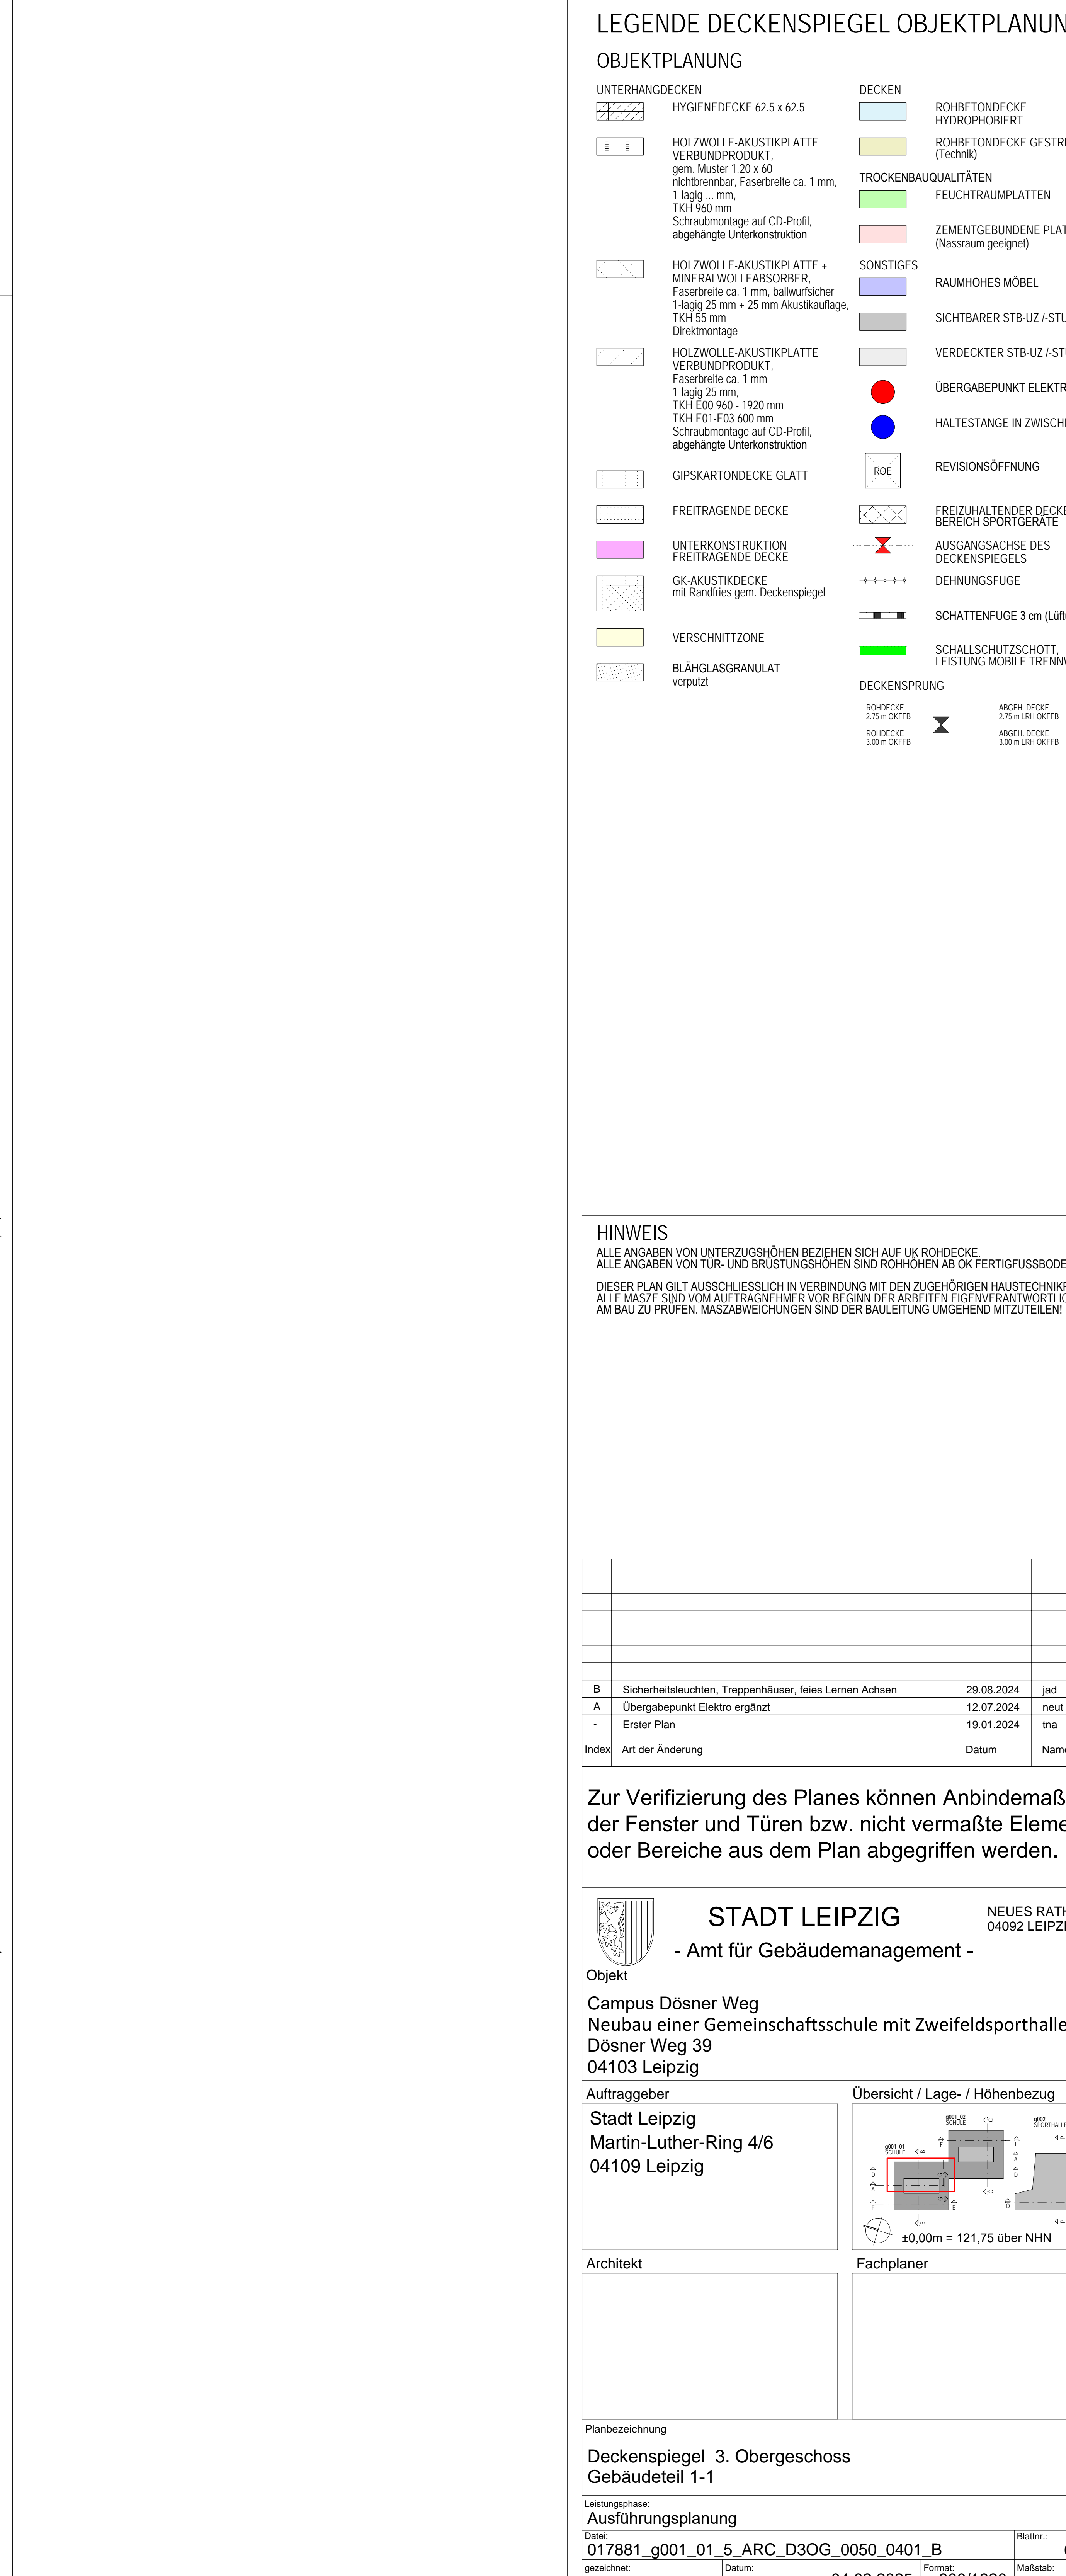 LEGENDE DECKENSPIEGEL OBJEKTPLANUN
OBJEKTPLANUNG
UNTERHANGDECKEN
HYGIENEDECKE 62.5 x 62.5
HOLZWOLLE-AKUSTIKPLATTE
VERBUNDPRODUKT,
gem. Muster 1.20 x 60
nichtbrennbar, Faserbreite ca. 1 mm,
1-lagig ... mm,
TKH 960 mm
Schraubmontage auf CD-Profil,
abgehängte Unterkonstruktion
HOLZWOLLE-AKUSTIKPLATTE +
MINERALWOLLEABSORBER,
Faserbreite ca. 1 mm, ballwurfsicher
1-lagig 25 mm + 25 mm Akustikauflage,
TKH 55 mm
Direktmontage
HOLZWOLLE-AKUSTIKPLATTE
VERBUNDPRODUKT,
Faserbreite ca. 1 mm
1-lagig 25 mm,
TKH E00 960 - 1920 mm
TKH E01-E03 600 mm
Schraubmontage auf CD-Profil,
abgehängte Unterkonstruktion
GIPSKARTONDECKE GLATT
FREITRAGENDE DECKE
UNTERKONSTRUKTION
FREITRAGENDE DECKE
GK-AKUSTIKDECKE
mit Randfries gem. Deckenspiegel
VERSCHNITTZONE
BLÄHGLASGRANULAT
verputzt
DECKEN
ROHBETONDECKE
HYDROPHOBIERT
ROHBETONDECKE GESTRI
(Technik)
TROCKENBAUQUALITÄTEN
FEUCHTRAUMPLATTEN
ZEMENTGEBUNDENE PLAT
(Nassraum geeignet)
SONSTIGES
RAUMHOHES MÖBEL
SICHTBARER STB-UZ /-STU
VERDECKTER STB-UZ /-STU
ÜBERGABEPUNKT ELEKTR
HALTESTANGE IN ZWISCHE
RÖE
REVISIONSÖFFNUNG
FREIZUHALTENDER DECKE
BEREICH SPORTGERÄTE
AUSGANGSACHSE DES
DECKENSPIEGELS
DEHNUNGSFUGE
SCHATTENFUGE 3 cm (Lüftu
SCHALLSCHUTZSCHOTT,
LEISTUNG MOBILE TRENNW
DECKENSPRUNG
ROHDECKE
2.75 m OKFFB
ROHDECKE
3.00 m OKFFB
ABGEH. DECKE
2.75 m LRH OKFFB
ABGEH. DECKE
3.00 m LRH OKFFB
HINWEIS
ALLE ANGABEN VON UNTERZUGSHÖHEN BEZIEHEN SICH AUF UK ROHDECKE.
ALLE ANGABEN VON TÜR- UND BRÜSTUNGSHÖHEN SIND ROHHÖHEN AB OK FERTIGFUSSBODE
DIESER PLAN GILT AUSSCHLIESSLICH IN VERBINDUNG MIT DEN ZUGEHÖRIGEN HAUSTECHNIKP
ALLE MASZE SIND VOM AUFTRAGNEHMER VOR BEGINN DER ARBEITEN EIGENVERANTWORTLIC
AM BAU ZU PRÜFEN. MASZABWEICHUNGEN SIND DER BAULEITUNG UMGEHEND MITZUTEILEN!
B Sicherheitsleuchten, Treppenhäuser, feies Lernen Achsen 29.08.2024 jad
A Übergabepunkt Elektro ergänzt 12.07.2024 neut
- Erster Plan 19.01.2024 tna
Index Art der Änderung Datum Name
Zur Verifizierung des Planes können Anbindemaß
der Fenster und Türen bzw. nicht vermaßte Eleme
oder Bereiche aus dem Plan abgegriffen werden.
STADT LEIPZIG
- Amt für Gebäudemanagement -
NEUES RATH
04092 LEIPZI
Objekt
Campus Dösner Weg
Neubau einer Gemeinschaftsschule mit Zweifeldsporthalle
Dösner Weg 39
04103 Leipzig
Auftraggeber
Stadt Leipzig
Martin-Luther-Ring 4/6
04109 Leipzig
Übersicht / Lage- / Höhenbezug
g001_02
SCHULE
g002
SPORTHALLE
g001_01
SCHULE
±0,00m = 121,75 über NHN
Architekt
Fachplaner
Planbezeichnung
Deckenspiegel 3. Obergeschoss
Gebäudeteil 1-1
Leistungsphase:
Ausführungsplanung
Datei:
017881_g001_01_5_ARC_D3OG_0050_0401_B
Blattnr.:
gezeichnet: Datum: Format: Maßstab: